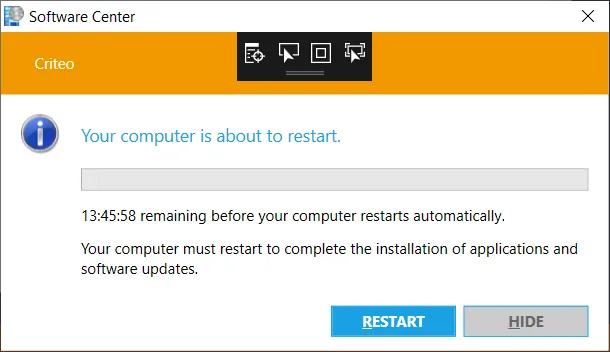 Software Center
Criteo
Your computer is about to restart.
13:45:58 remaining before your computer restarts automatically.
Your computer must restart to complete the installation of applications and
software updates.
RESTART
HIDE